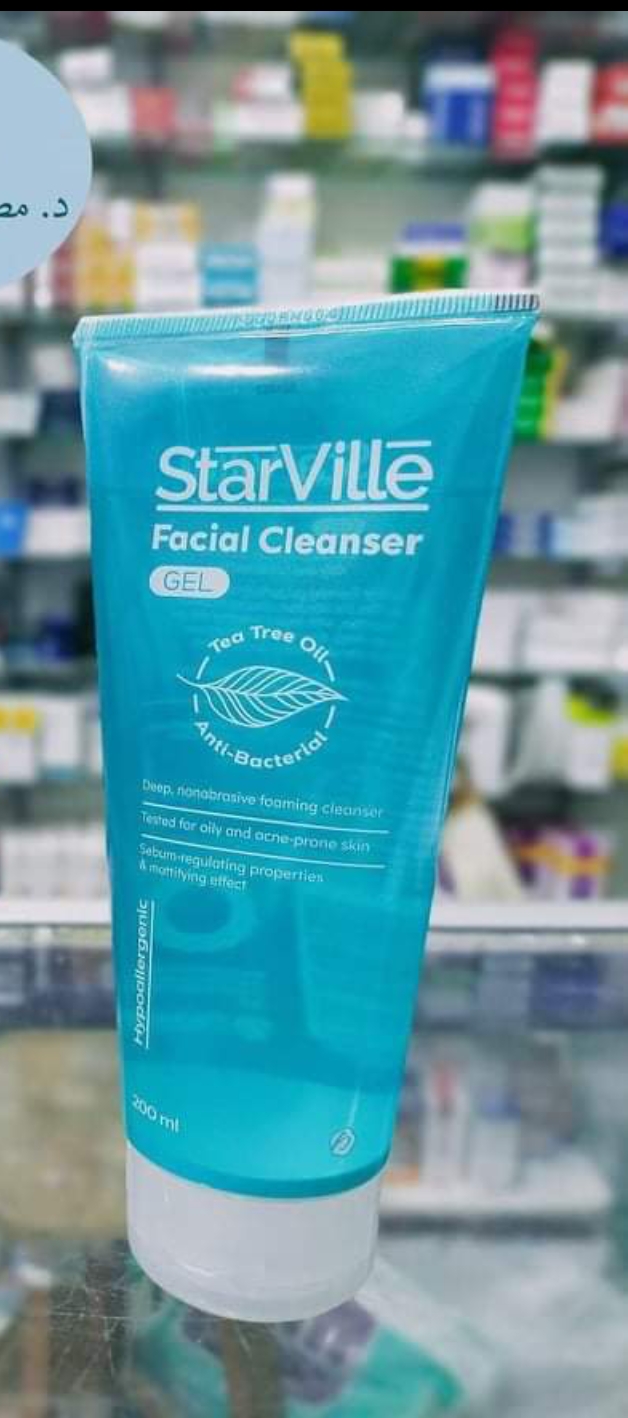 د.
StarVille
Facial Cleanser
GEL
Tea Tree Oil
Anti-Bacterial
Deep, nonabrasive foaming cleanser
Tested for oily and acne-prone skin
Sebum-regulating properties
& mattifying effect
Hypoallergenic
200 ml